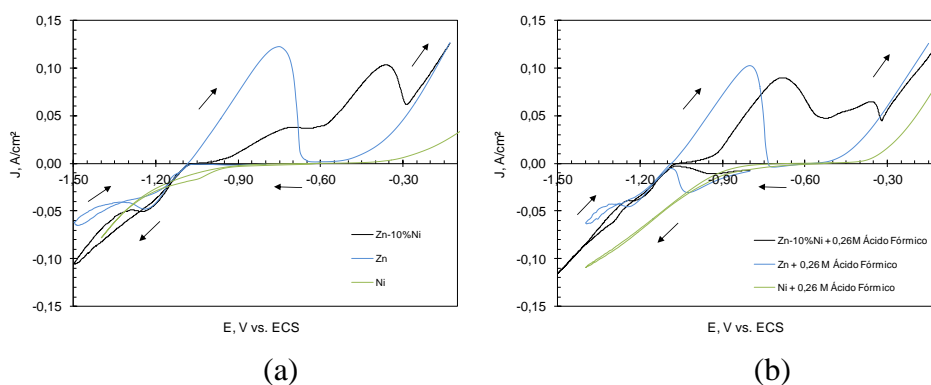 (a)
(b)
0,15
0,10
0,05
0,00
-0,05
-0,10
-0,15
-1,50
-1,20
-0,90
-0,60
-0,30
J, A/cm²
E, V vs. ECS
Zn-10%Ni
Zn
Ni
(a)
0,15
0,10
0,05
0,00
-0,05
-0,10
-0,15
-1,50
-1,20
-0,90
-0,60
-0,30
J, A/cm²
E, V vs. ECS
Zn-10%Ni + 0,26M Ácido Fórmico
Zn + 0,26 M Ácido Fórmico
Ni + 0,26 M Ácido Fórmico
(b)